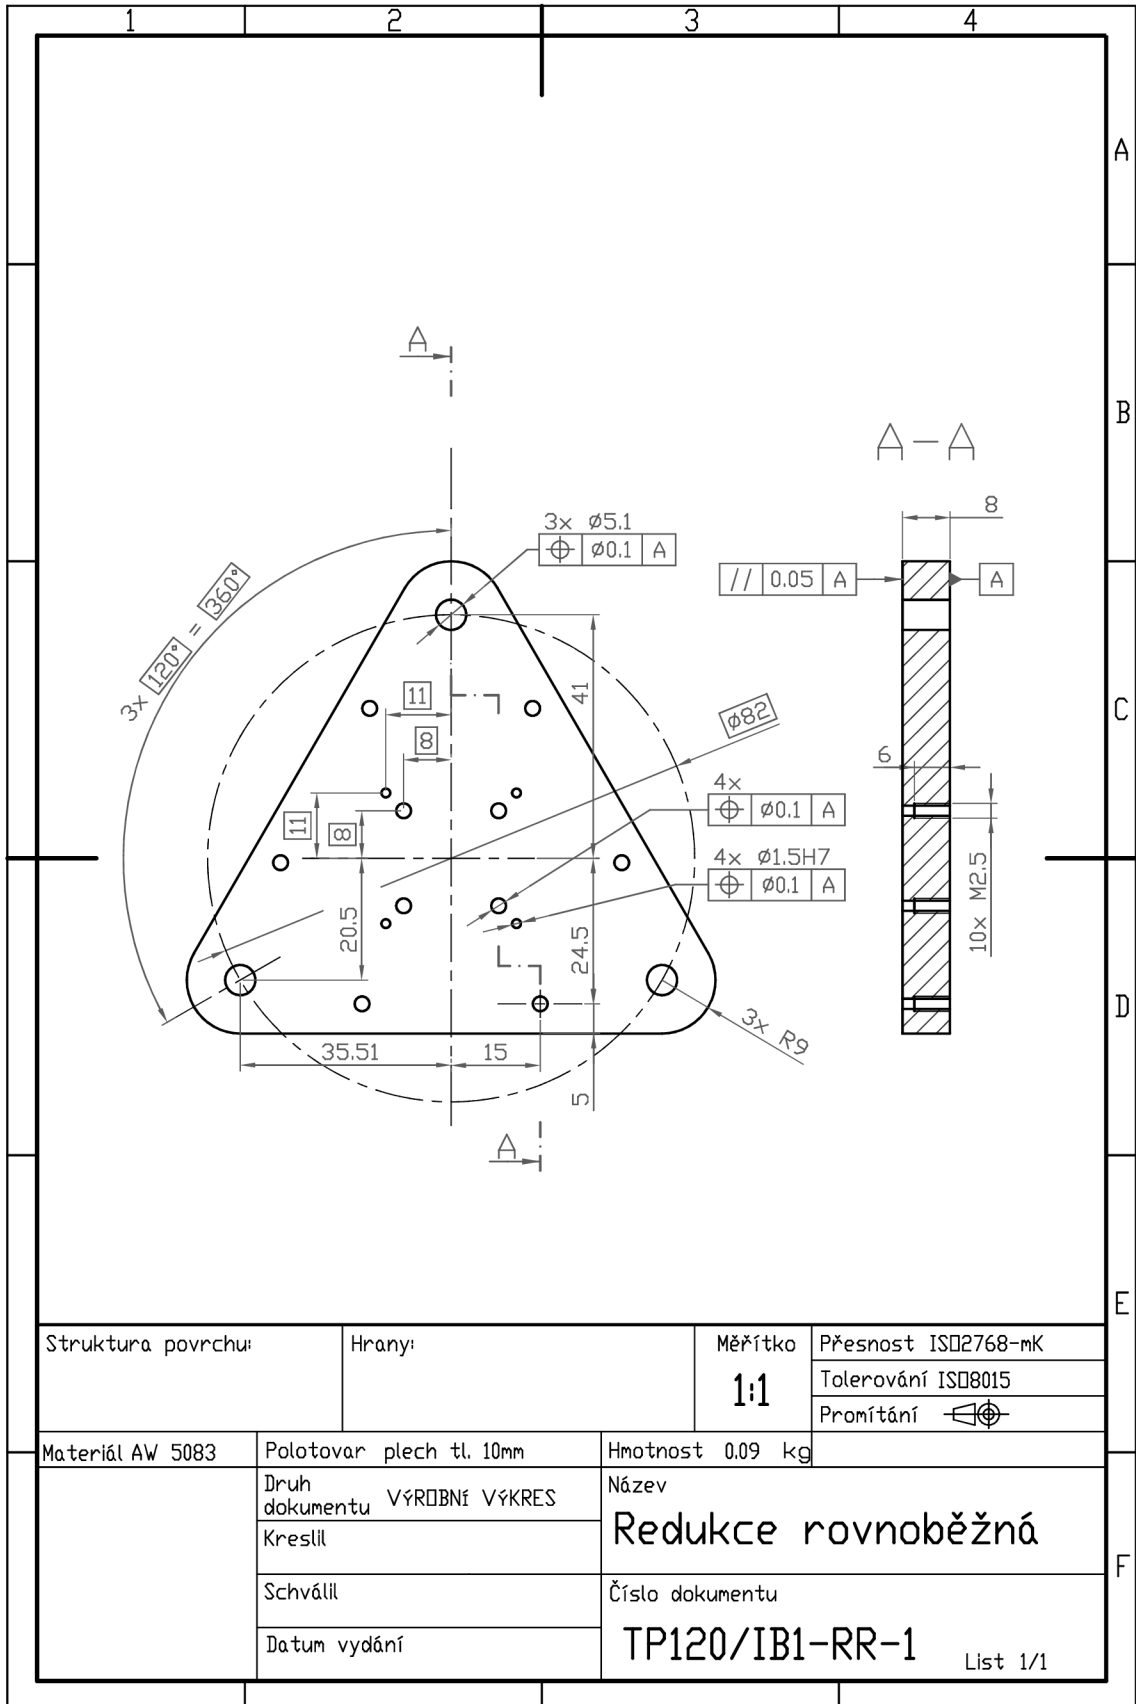 1 2 3 4
A
B
C
D
E
F
A
A-A
3x ø5.1
ø0.1 A
8
// 0.05 A
A
3x 120° = 360°
11
8
41
ø82
6
4x
ø0.1 A
11
8
4x ø1.5H7
ø0.1 A
10x M2.5
20.5
24.5
3x R9
35.51
15
5
A
Struktura povrchu:
Hrany:
Měřítko
1:1
Přesnost ISO2768-mK
Tolerování ISO8015
Promítání
Materiál AW 5083
Polotovar plech tl. 10mm
Hmotnost 0.09 kg
Druh
dokumentu VÝROBNÍ VÝKRES
Kreslil
Schválil
Datum vydání
Název
Redukce rovnoběžná
Číslo dokumentu
TP120/IB1-RR-1
List 1/1